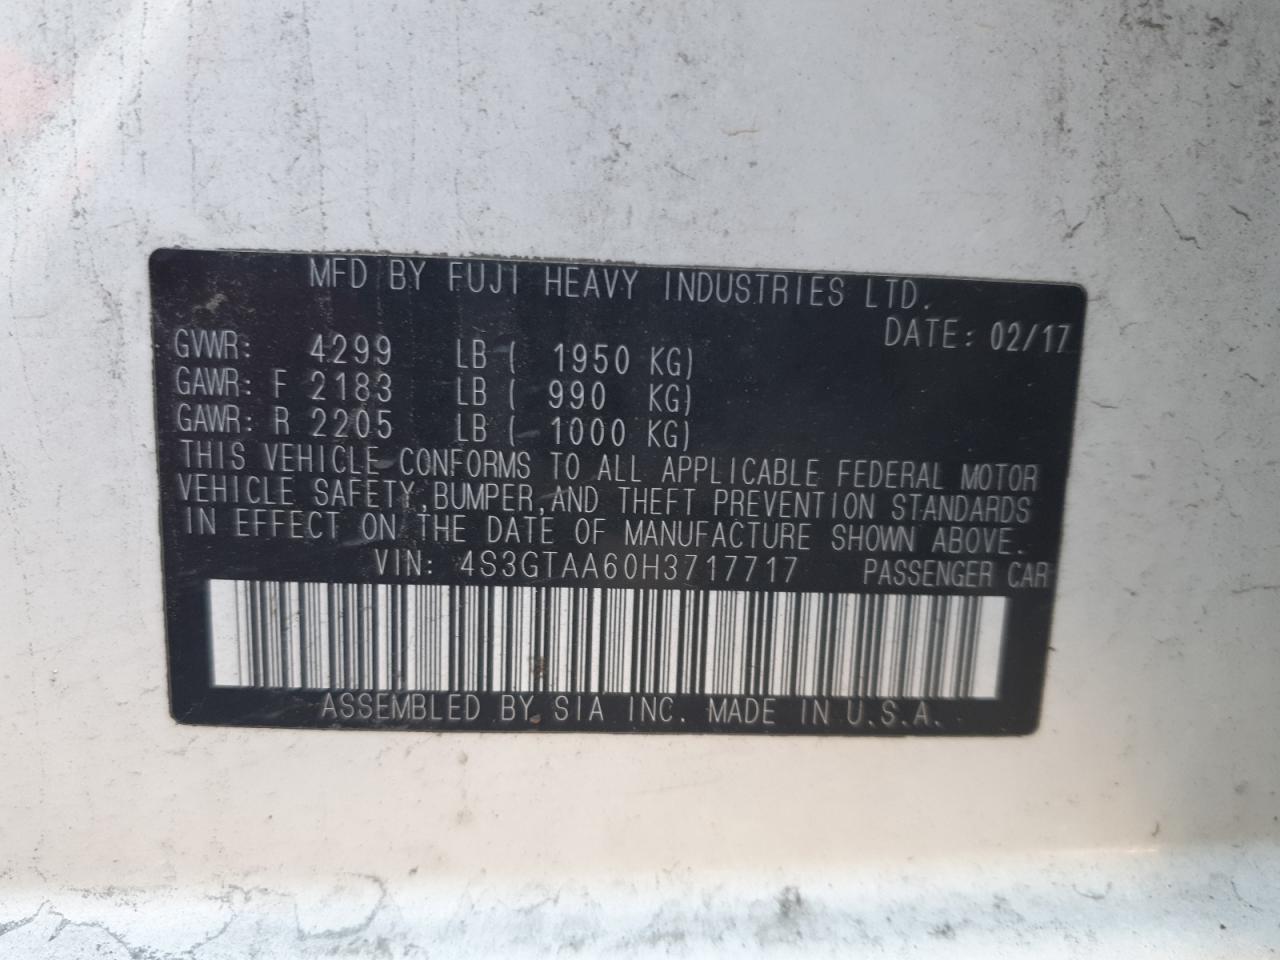 MFD BY FUJI HEAVY INDUSTRIES LTD.
DATE: 02/17
GVWR: 4299 LB ( 1950 KG)
GAWR: F 2183 LB ( 990 KG)
GAWR: R 2205 LB ( 1000 KG)
THIS VEHICLE CONFORMS TO ALL APPLICABLE FEDERAL MOTOR
VEHICLE SAFETY, BUMPER, AND THEFT PREVENTION STANDARDS
IN EFFECT ON THE DATE OF MANUFACTURE SHOWN ABOVE.
VIN: 4S3GTAA60H3717717 PASSENGER CAR
ASSEMBLED BY SIA INC. MADE IN U.S.A.